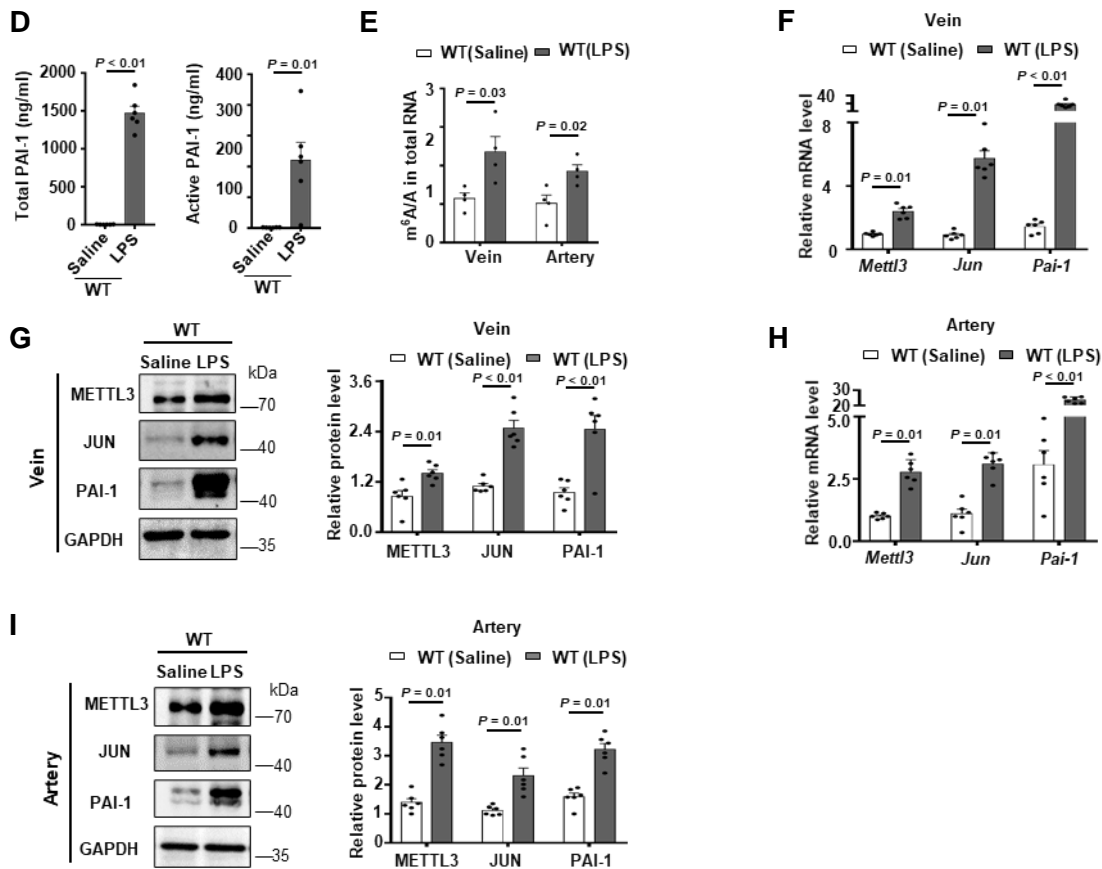 D
Total PAI-1 (ng/ml)
2000
1500
1000
500
0
P < 0.01
Saline
LPS
WT
Active PAI-1 (ng/ml)
400
300
200
100
0
P = 0.01
Saline
LPS
WT
E
WT(Saline) WT(LPS)
m⁶A/A in total RNA
3
2
2
1
1
0
P = 0.03
P = 0.02
Vein Artery
F
Vein
WT (Saline) WT (LPS)
Relative mRNA level
40
8
4
0
P = 0.01
P = 0.01
P < 0.01
Mettl3 Jun Pai-1
G
WT
Saline LPS
kDa
Vein
METTL3
70
JUN
40
PAI-1
40
GAPDH
35
Vein
WT (Saline) WT (LPS)
Relative protein level
3.6
2.4
1.2
0.0
P = 0.01
P < 0.01
P < 0.01
METTL3 JUN PAI-1
H
Artery
WT (Saline) WT (LPS)
Relative mRNA level
30
20
10
5.0
2.5
0.0
P = 0.01
P = 0.01
P < 0.01
Mettl3 Jun Pai-1
I
WT
Saline LPS
kDa
Artery
METTL3
70
JUN
40
PAI-1
40
GAPDH
35
Artery
WT (Saline) WT (LPS)
Relative protein level
5
4
3
2
1
0
P = 0.01
P = 0.01
P = 0.01
METTL3 JUN PAI-1